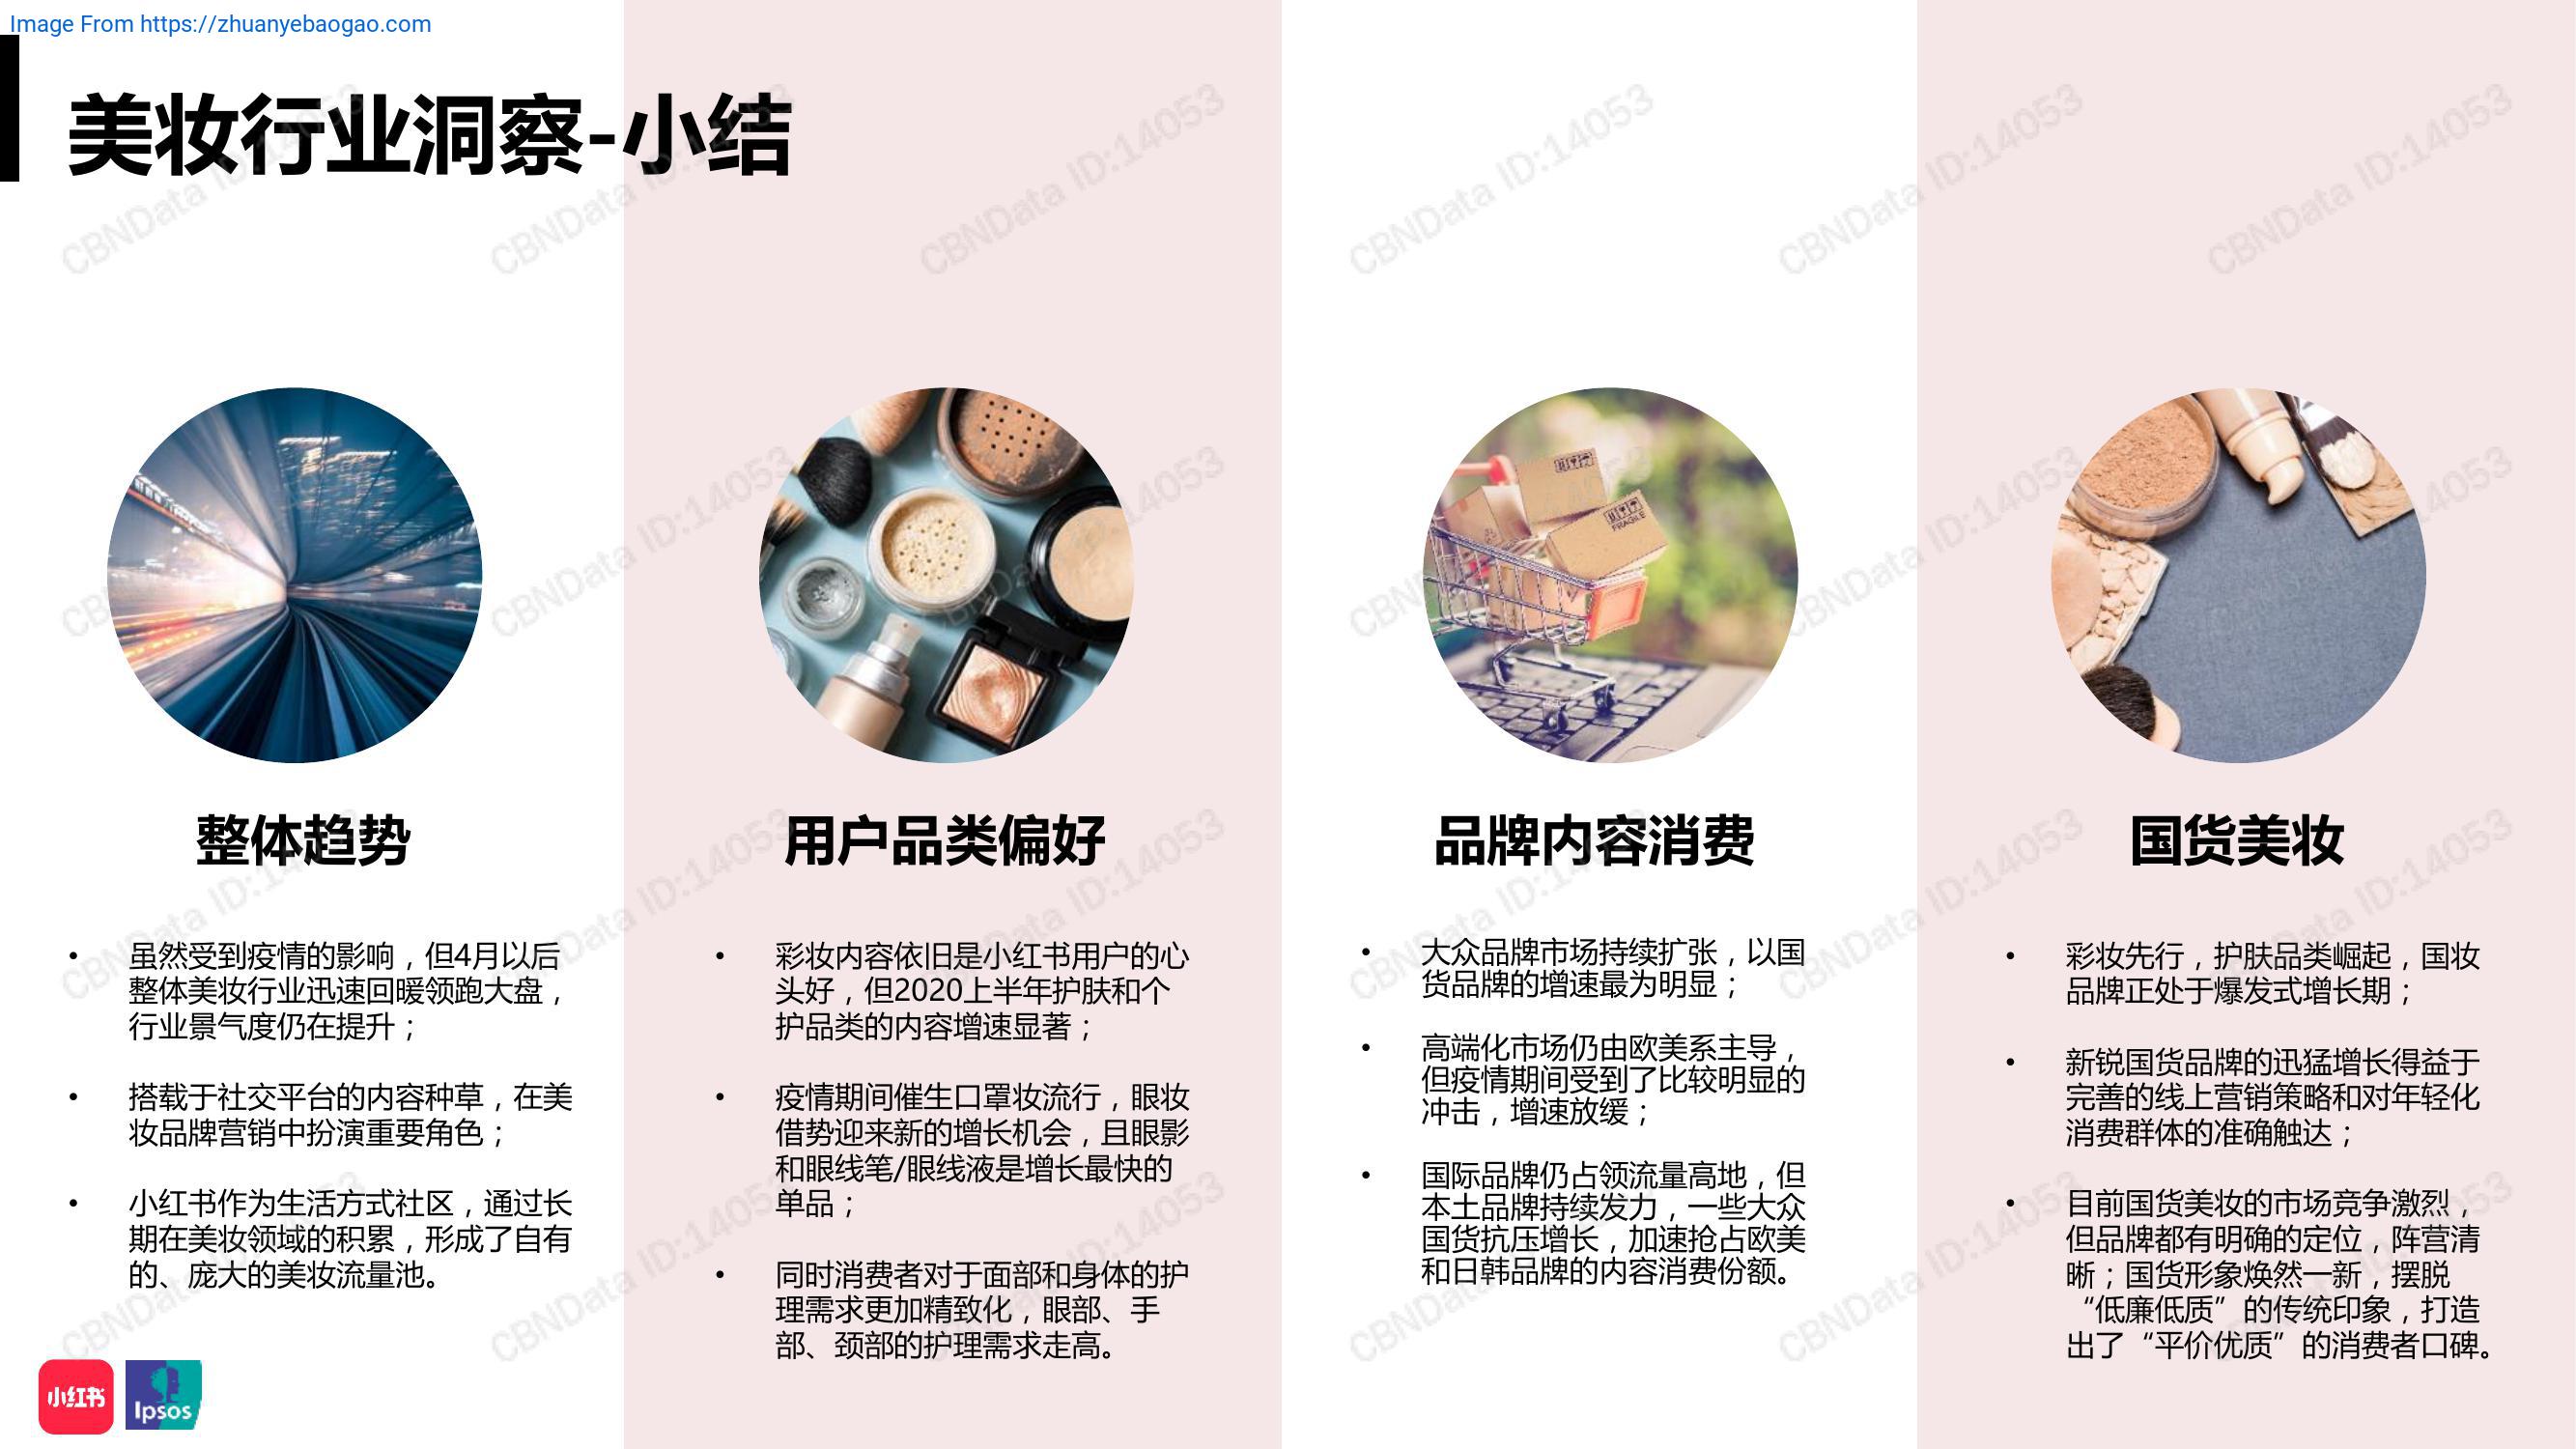 Image From https://zhuanyebaogao.com
美妆行业洞察-小结
整体趋势
• 虽然受到疫情的影响，但4月以后
整体美妆行业迅速回暖领跑大盘，
行业景气度仍在提升；
• 搭载于社交平台的内容种草，在美
妆品牌营销中扮演重要角色；
• 小红书作为生活方式社区，通过长
期在美妆领域的积累，形成了自有
的、庞大的美妆流量池。
用户品类偏好
• 彩妆内容依旧是小红书用户的心
头好，但2020上半年护肤和个
护品类的内容增速显著；
• 疫情期间催生口罩妆流行，眼妆
借势迎来新的增长机会，且眼影
和眼线笔/眼线液是增长最快的
单品；
• 同时消费者对于面部和身体的护
理需求更加精致化，眼部、手
部、颈部的护理需求走高。
品牌内容消费
• 大众品牌市场持续扩张，以国
货品牌的增速最为明显；
• 高端化市场仍由欧美系主导，
但疫情期间受到了比较明显的
冲击，增速放缓；
• 国际品牌仍占领流量高地，但
本土品牌持续发力，一些大众
国货抗压增长，加速抢占欧美
和日韩品牌的内容消费份额。
国货美妆
• 彩妆先行，护肤品类崛起，国妆
品牌正处于爆发式增长期；
• 新锐国货品牌的迅猛增长得益于
完善的线上营销策略和对年轻化
消费群体的准确触达；
• 目前国货美妆的市场竞争激烈，
但品牌都有明确的定位，阵营清
晰；国货形象焕然一新，摆脱
“低廉低质”的传统印象，打造
出了“平价优质”的消费者口碑。
小红书
Ipsos
FRAGILE
CBNData ID:14053